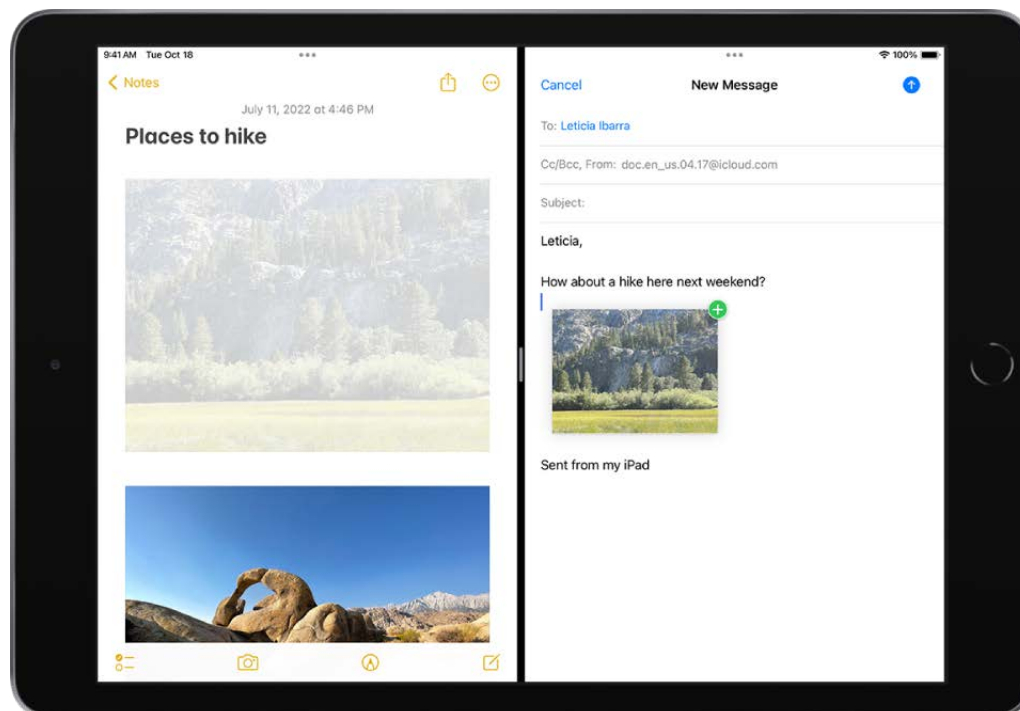 9:41 AM Tue Oct 18
Notes
July 11, 2022 at 4:46 PM
Places to hike
100%
Cancel
New Message
To: Leticia Ibarra
Cc/Bcc, From: doc.en_us.04.17@icloud.com
Subject:
Leticia,
How about a hike here next weekend?
Sent from my iPad